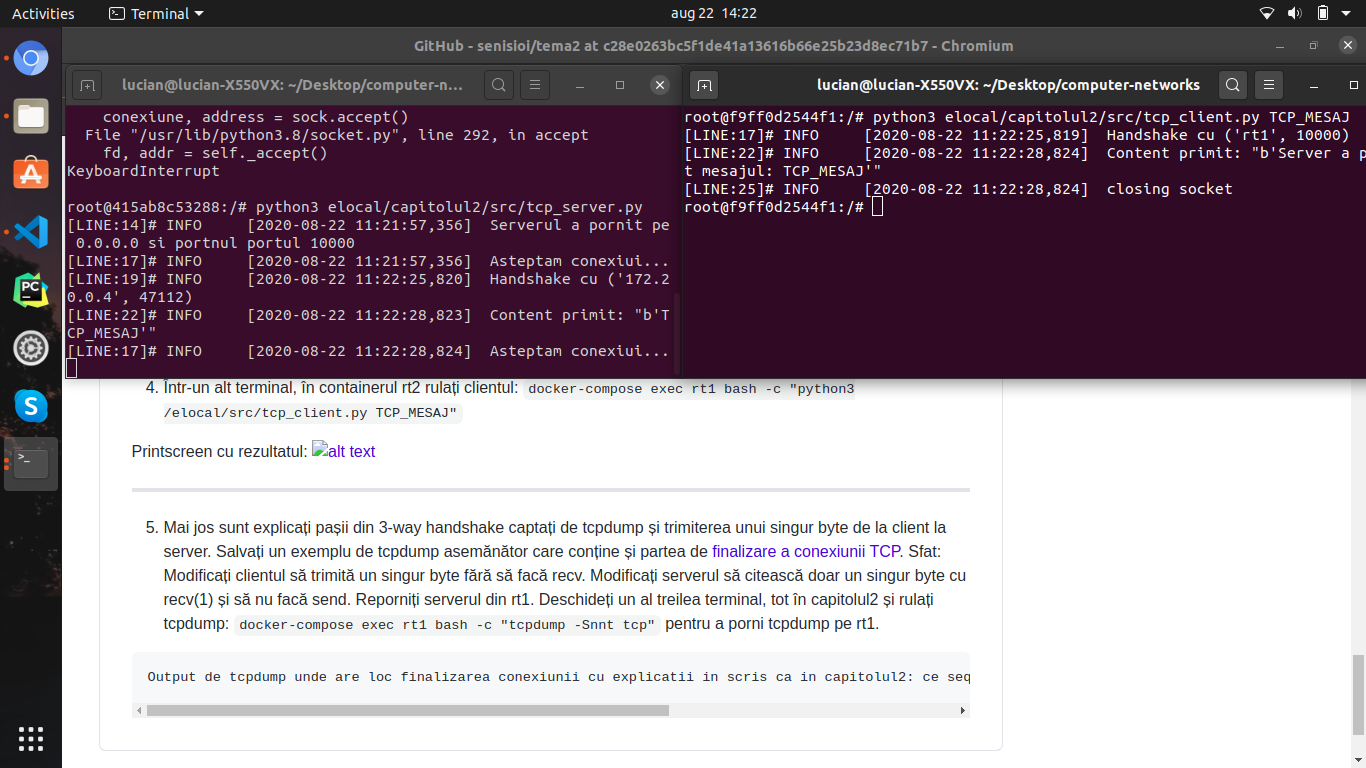 Activities
Terminal
aug 22 14:22
GitHub - senisioi/tema2 at c28e0263bc5f1de41a13616b66e25b23d8ec71b7 - Chromium
lucian@lucian-X550VX: ~/Desktop/computer-n...
conexiune, address = sock.accept()
File "/usr/lib/python3.8/socket.py", line 292, in accept
fd, addr = self._accept()
KeyboardInterrupt
root@415ab8c53288:/# python3 elocal/capitolul2/src/tcp_server.py
[LINE:14]# INFO     [2020-08-22 11:21:57,356]  Serverul a pornit pe
0.0.0.0 si portnul portul 10000
[LINE:17]# INFO     [2020-08-22 11:21:57,356]  Asteptam conexiui...
[LINE:19]# INFO     [2020-08-22 11:22:25,820]  Handshake cu ('172.2
0.0.4', 47112)
[LINE:22]# INFO     [2020-08-22 11:22:28,823]  Content primit: "b'T
CP_MESAJ'"
[LINE:17]# INFO     [2020-08-22 11:22:28,824]  Asteptam conexiui...
lucian@lucian-X550VX: ~/Desktop/computer-networks
root@f9ff0d2544f1:/# python3 elocal/capitolul2/src/tcp_client.py TCP_MESAJ
[LINE:17]# INFO     [2020-08-22 11:22:25,819]  Handshake cu ('rt1', 10000)
[LINE:22]# INFO     [2020-08-22 11:22:28,824]  Content primit: "b'Server a p
t mesajul: TCP_MESAJ'"
[LINE:25]# INFO     [2020-08-22 11:22:28,824]  closing socket
root@f9ff0d2544f1:/#
4. Într-un alt terminal, în containerul rt2 rulați clientul: docker-compose exec rt1 bash -c "python3
/elocal/src/tcp_client.py TCP_MESAJ"
Printscreen cu rezultatul: alt text
5. Mai jos sunt explicați pașii din 3-way handshake captați de tcpdump și trimiterea unui singur byte de la client la
server. Salvați un exemplu de tcpdump asemănător care conține și partea de finalizare a conexiunii TCP. Sfat:
Modificați clientul să trimită un singur byte fără să facă recv. Modificați serverul să citească doar un singur byte cu
recv(1) și să nu facă send. Reporniți serverul din rt1. Deschideți un al treilea terminal, tot în capitolul2 și rulați
tcpdump: docker-compose exec rt1 bash -c "tcpdump -Snnt tcp" pentru a porni tcpdump pe rt1.
Output de tcpdump unde are loc finalizarea conexiunii cu explicatii in scris ca in capitolul2: ce seq